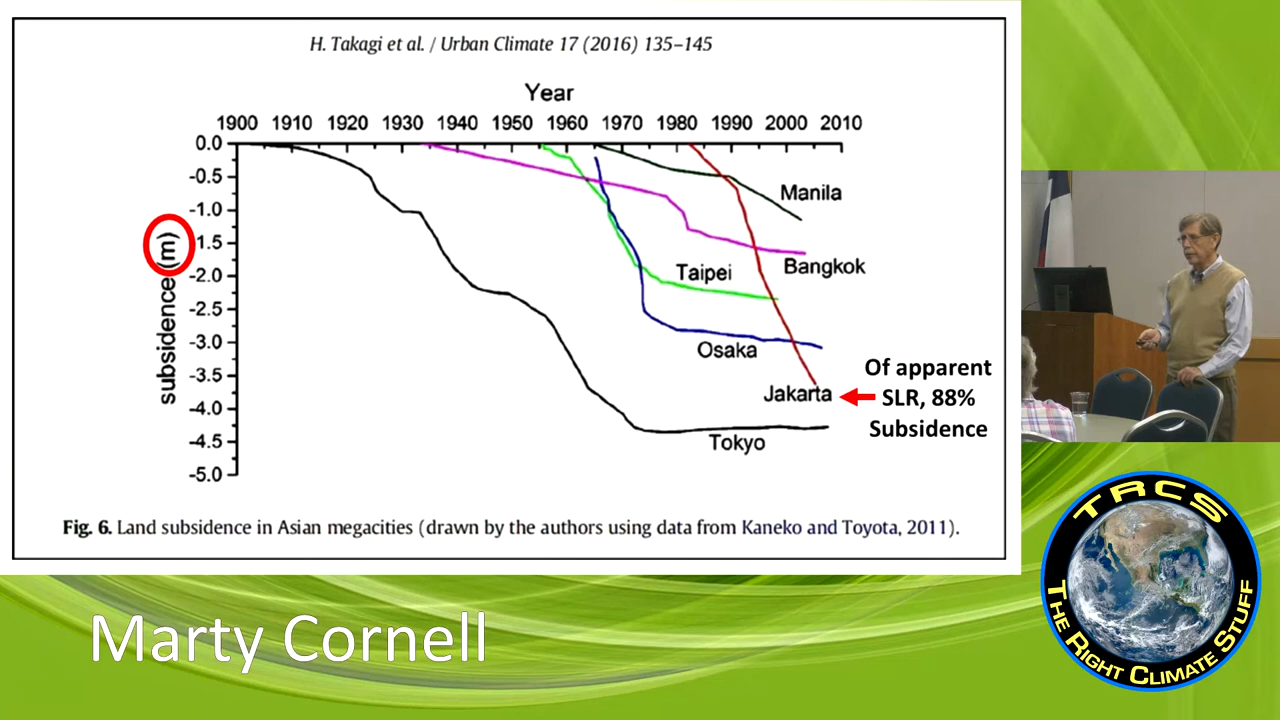 H. Takagi et al. / Urban Climate 17 (2016) 135–145
Year
1900 1910 1920 1930 1940 1950 1960 1970 1980 1990 2000 2010
0.0
-0.5
-1.0
-1.5
-2.0
-2.5
-3.0
-3.5
-4.0
-4.5
-5.0
subsidence (m)
Manila
Bangkok
Taipei
Osaka
Jakarta
Tokyo
Of apparent
SLR, 88%
Subsidence
Fig. 6. Land subsidence in Asian megacities (drawn by the authors using data from Kaneko and Toyota, 2011).
Marty Cornell
TRCS
THE RIGHT CLIMATE STUFF